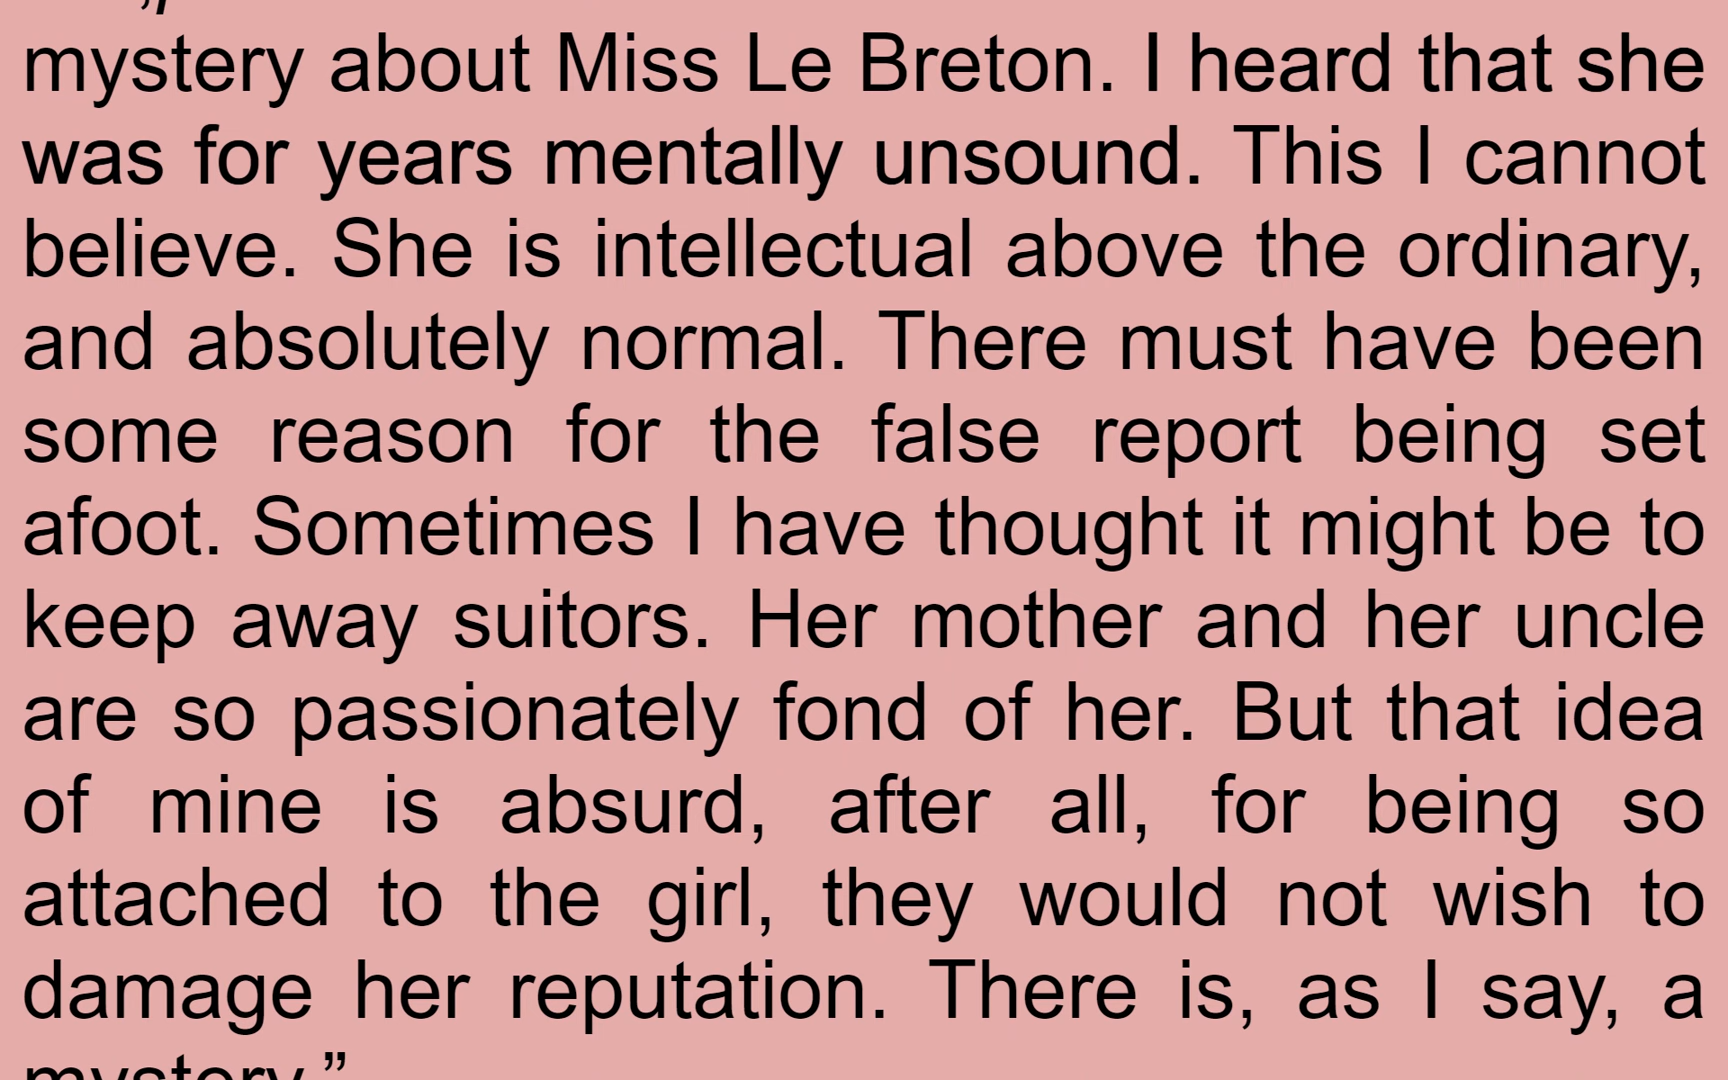 mystery about Miss Le Breton. I heard that she
was for years mentally unsound. This I cannot
believe. She is intellectual above the ordinary,
and absolutely normal. There must have been
some reason for the false report being set
afoot. Sometimes I have thought it might be to
keep away suitors. Her mother and her uncle
are so passionately fond of her. But that idea
of mine is absurd, after all, for being so
attached to the girl, they would not wish to
damage her reputation. There is, as I say, a
mystery.”